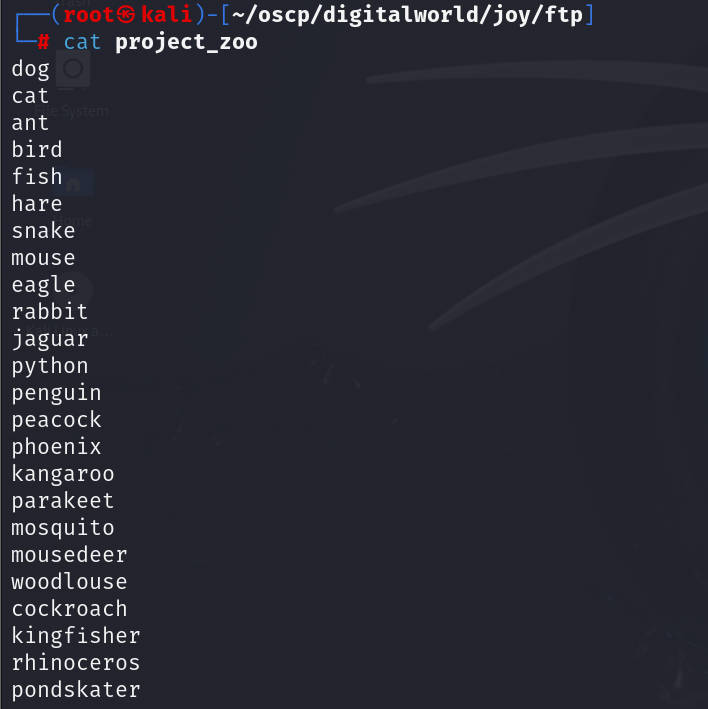 ┌──(root㉿kali)-[~/oscp/digitalworld/joy/ftp]
└─# cat project_zoo
dog
cat
ant
bird
fish
hare
snake
mouse
eagle
rabbit
jaguar
python
penguin
peacock
phoenix
kangaroo
parakeet
mosquito
mousedeer
woodlouse
cockroach
kingfisher
rhinoceros
pondskater